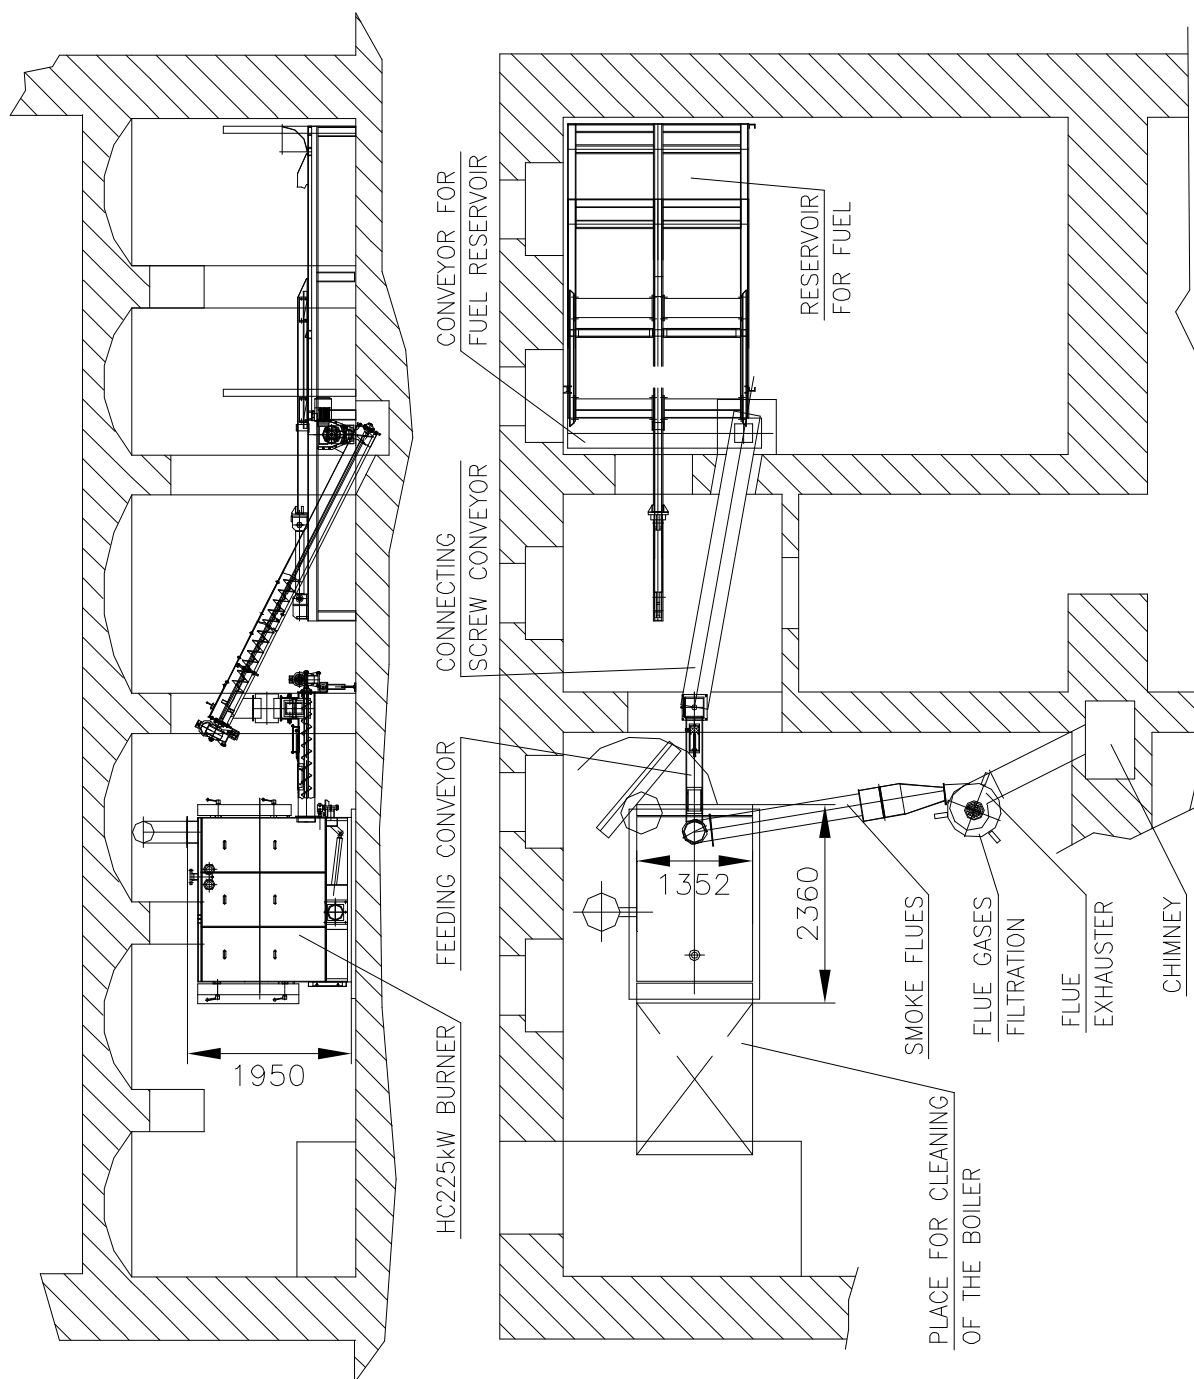 CONVEYOR FOR
FUEL RESERVOIR
RESERVOIR
FOR FUEL
CONNECTING
SCREW CONVEYOR
FEEDING CONVEYOR
HC225kW BURNER
1950
1352
2360
SMOKE FLUES
FLUE GASES
FILTRATION
FLUE
EXHAUSTER
CHIMNEY
PLACE FOR CLEANING
OF THE BOILER